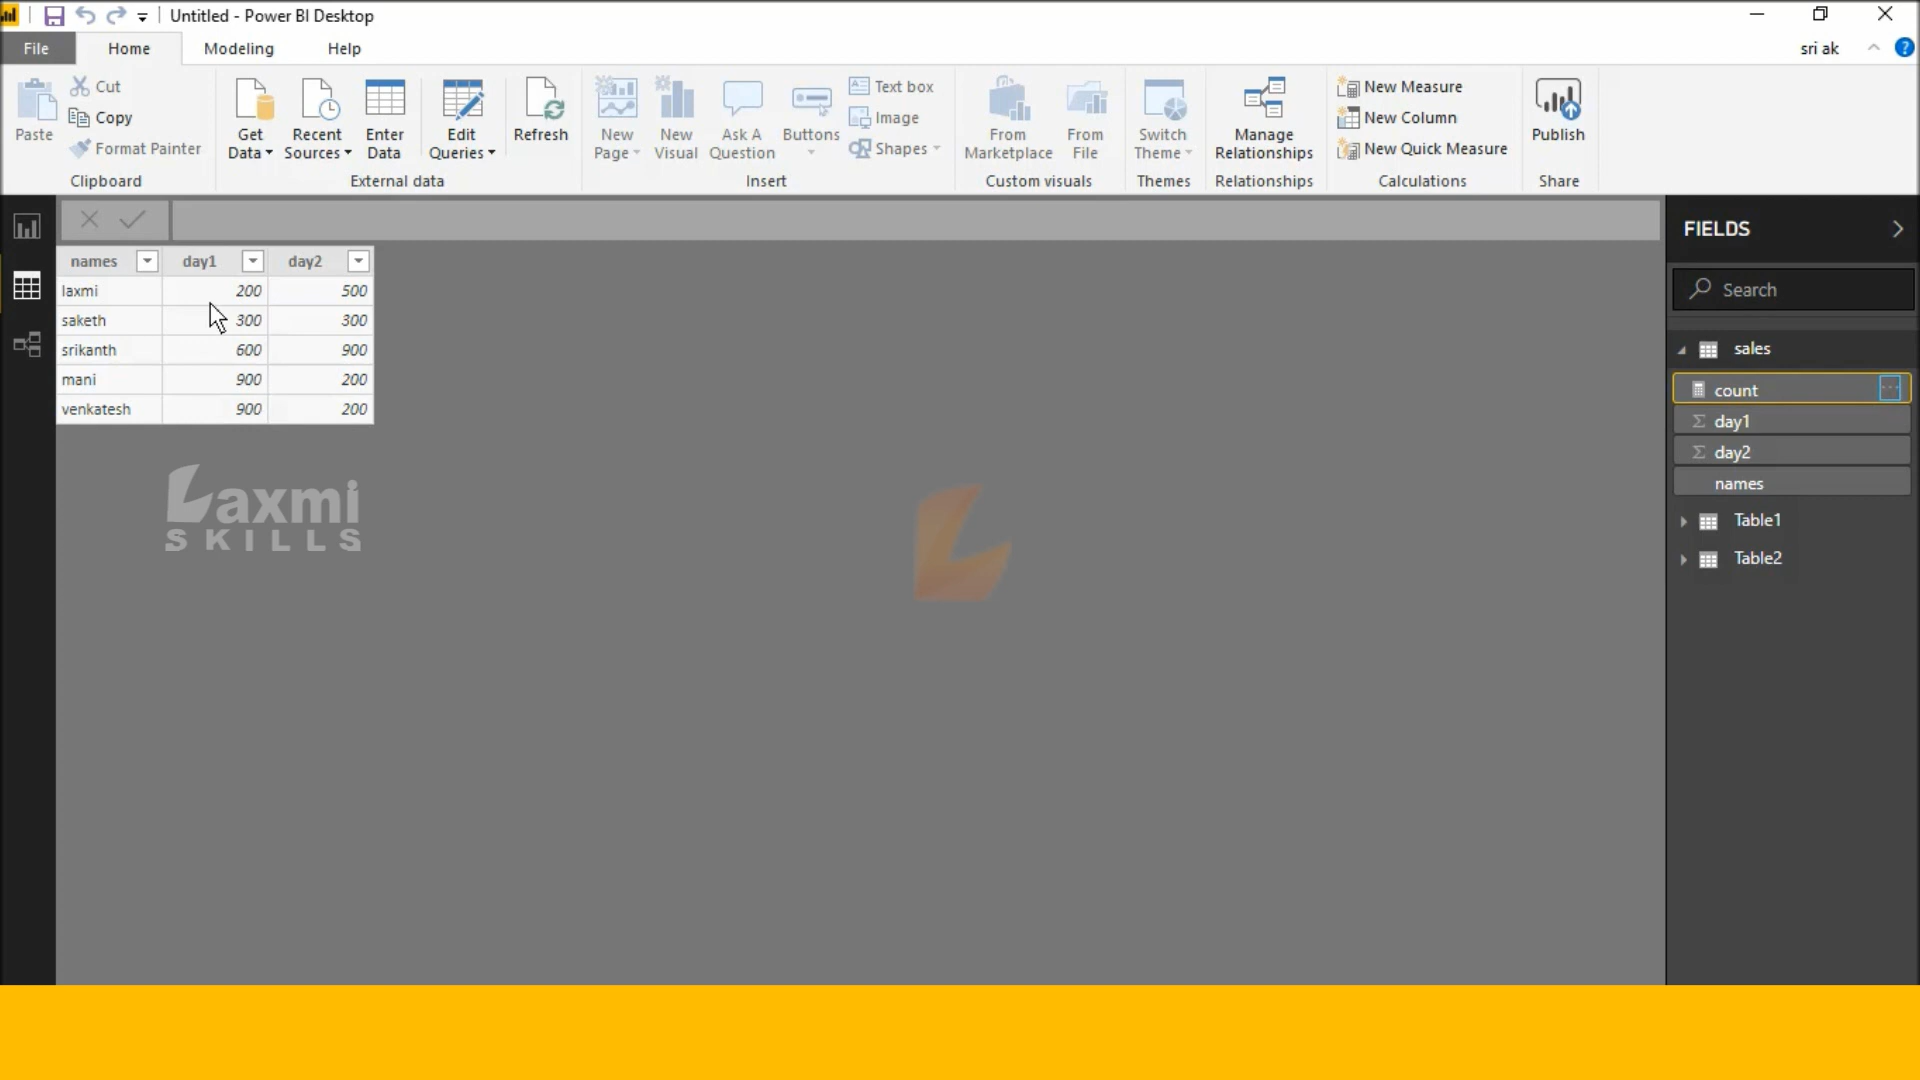 Untitled - Power BI Desktop
File Home Modeling Help sri ak
Paste Cut Copy Format Painter
Clipboard
Get Data Recent Sources Enter Data Edit Queries Refresh
External data
New Page New Visual Ask A Question Buttons Text box Image Shapes
Insert
From Marketplace From File
Custom visuals
Switch Theme
Themes
Manage Relationships
Relationships
New Measure
New Column
New Quick Measure
Calculations
Publish
Share
names day1 day2
laxmi 200 500
saketh 300 300
srikanth 600 900
mani 900 200
venkatesh 900 200
Laxmi
SKILLS
FIELDS
Search
sales
count
day1
day2
names
Table1
Table2